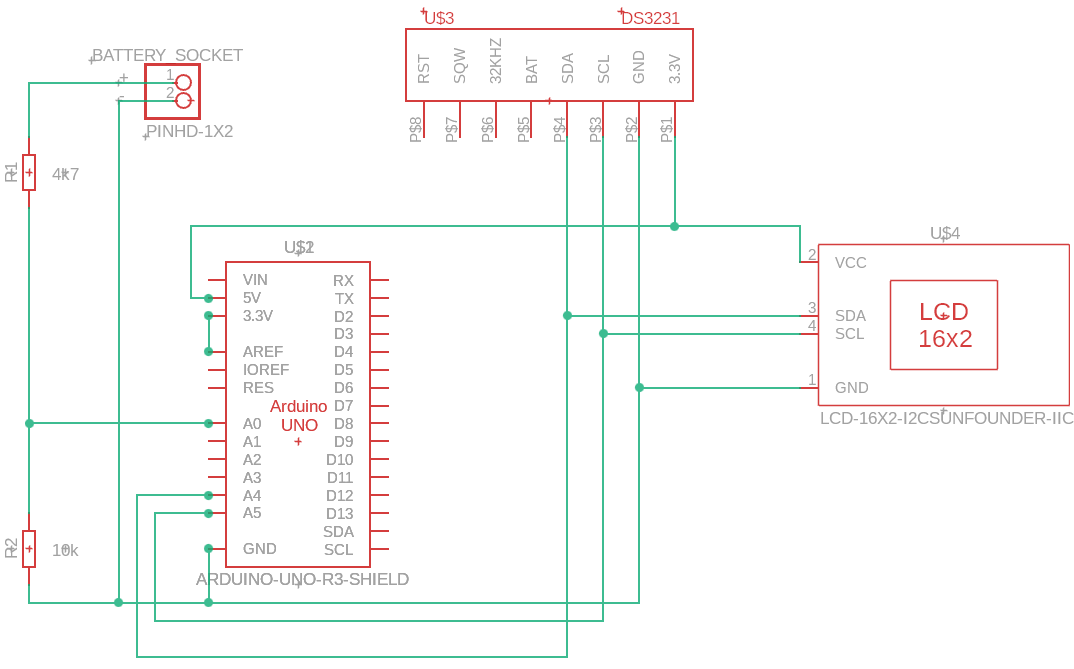 U$3
DS3231
RST
SQW
32KHZ
BAT
SDA
SCL
GND
3.3V
P$8
P$7
P$6
P$5
P$4
P$3
P$2
P$1
BATTERY_SOCKET
+
-
1
2
PINHD-1X2
R1
4k7
R2
10k
VIN
5V
3.3V
AREF
IOREF
RES
A0
A1
A2
A3
A4
A5
GND
Arduino
UNO
RX
TX
D2
D3
D4
D5
D6
D7
D8
D9
D10
D11
D12
D13
SDA
SCL
ARDUINO-UNO-R3-SHIELD
U$4
2
VCC
3
SDA
4
SCL
1
GND
LCD
16x2
LCD-16X2-I2CSUNFOUNDER-IIC